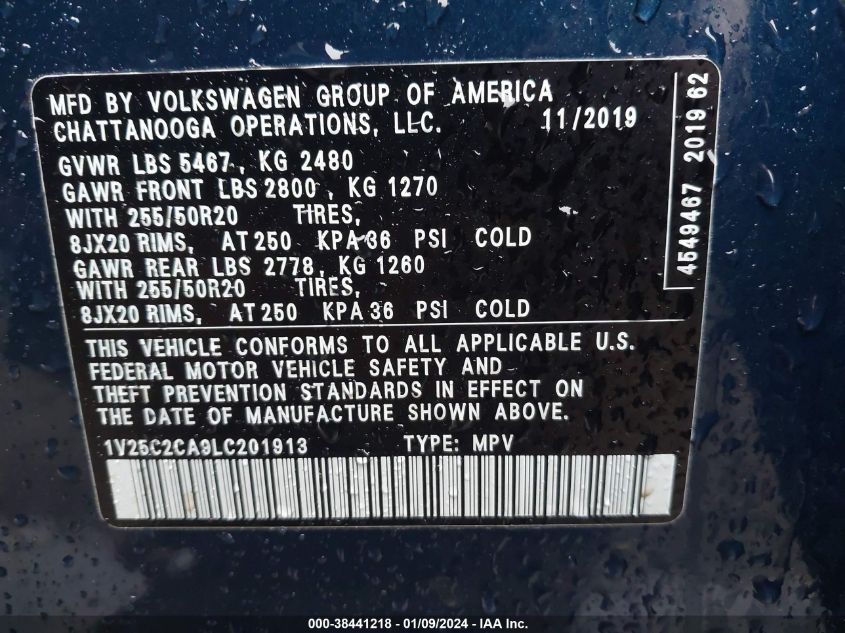 MFD BY VOLKSWAGEN GROUP OF AMERICA
CHATTANOOGA OPERATIONS, LLC. 11/2019
GVWR LBS 5467, KG 2480
GAWR FRONT LBS 2800, KG 1270
WITH 255/50R20 TIRES,
8JX20 RIMS, AT 250 KPA 36 PSI COLD
GAWR REAR LBS 2778, KG 1260
WITH 255/50R20 TIRES,
8JX20 RIMS, AT 250 KPA 36 PSI COLD
THIS VEHICLE CONFORMS TO ALL APPLICABLE U.S.
FEDERAL MOTOR VEHICLE SAFETY AND
THEFT PREVENTION STANDARDS IN EFFECT ON
THE DATE OF MANUFACTURE SHOWN ABOVE.
1V25C2CA9LC201913 TYPE: MPV
4549467 2019 62
000-38441218 - 01/09/2024 - IAA Inc.